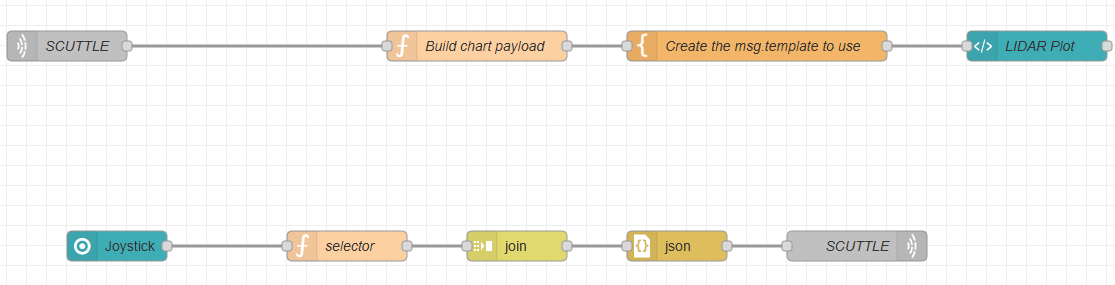 SCUTTLE
Build chart payload
Create the msg.template to use
LIDAR Plot
Joystick
selector
join
json
SCUTTLE